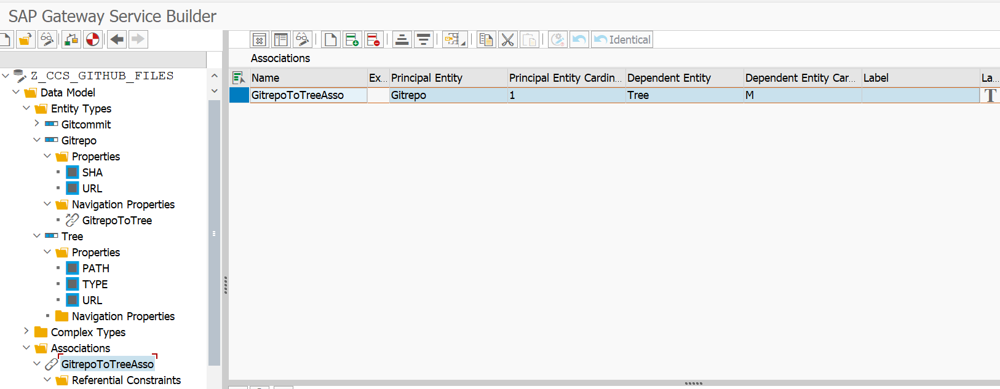 SAP Gateway Service Builder
Identical
Associations
Name Ex... Principal Entity Principal Entity Cardin... Dependent Entity Dependent Entity Car... Label La...
GitrepoToTreeAsso Gitrepo 1 Tree M T
Z_CCS_GITHUB_FILES
Data Model
Entity Types
Gitcommit
Gitrepo
Properties
SHA
URL
Navigation Properties
GitrepoToTree
Tree
Properties
PATH
TYPE
URL
Navigation Properties
Complex Types
Associations
GitrepoToTreeAsso
Referential Constraints